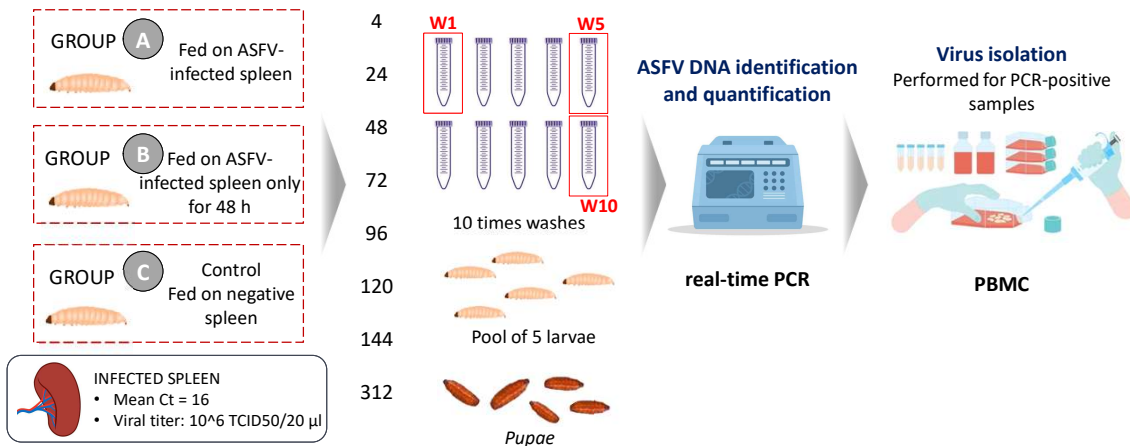 GROUP A
Fed on ASFV-
infected spleen
GROUP B
Fed on ASFV-
infected spleen only
for 48 h
GROUP C
Control
Fed on negative
spleen
INFECTED SPLEEN
• Mean Ct = 16
• Viral titer: 10^6 TCID50/20 µl
4
24
48
72
96
120
144
312
W1
W5
W10
10 times washes
Pool of 5 larvae
Pupae
ASFV DNA identification
and quantification
real-time PCR
Virus isolation
Performed for PCR-positive
samples
PBMC